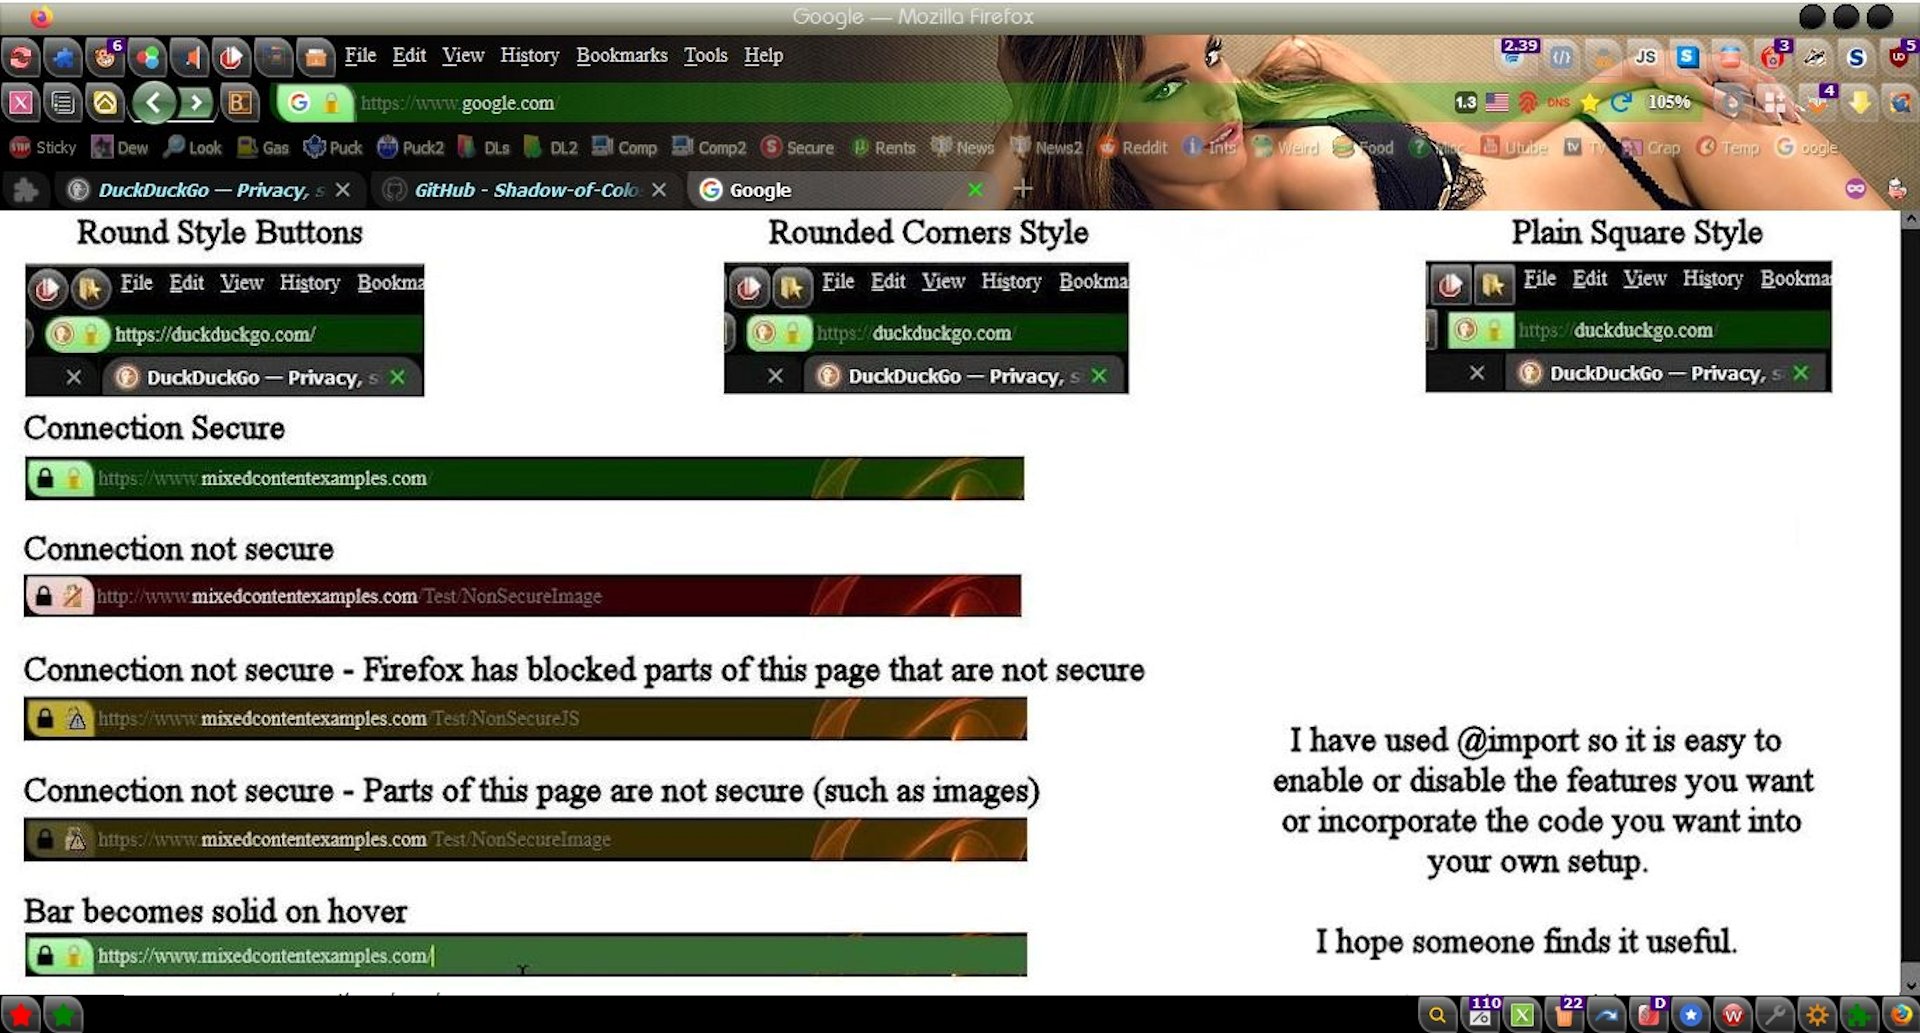 Google — Mozilla Firefox
6
File Edit View History Bookmarks Tools Help
2.39
JS
S
3
S
5
https://www.google.com/
1.3
DNS
105%
4
Sticky Dew Look Gas Puck Puck2 DLs DL2 Comp Comp2 Secure Rents News News2 Reddit Ints Weird Food Misc Utube TV Crap Temp Google
DuckDuckGo — Privacy, s
GitHub - Shadow-of-Colo
Google
Round Style Buttons
Rounded Corners Style
Plain Square Style
File Edit View History Bookma
https://duckduckgo.com/
DuckDuckGo — Privacy, s
File Edit View History Bookma
https: duckduckgo.com
DuckDuckGo — Privacy, s
File Edit View History Bookma
https: duckduckgo.com
DuckDuckGo — Privacy, s
Connection Secure
https://www.mixedcontentexamples.com/
Connection not secure
http://www.mixedcontentexamples.com/Test/NonSecureImage
Connection not secure - Firefox has blocked parts of this page that are not secure
https://www.mixedcontentexamples.com/Test/NonSecureJS
Connection not secure - Parts of this page are not secure (such as images)
https://www.mixedcontentexamples.com/Test/NonSecureImage
Bar becomes solid on hover
https://www.mixedcontentexamples.com/
I have used @import so it is easy to
enable or disable the features you want
or incorporate the code you want into
your own setup.
I hope someone finds it useful.
110
22
D
W